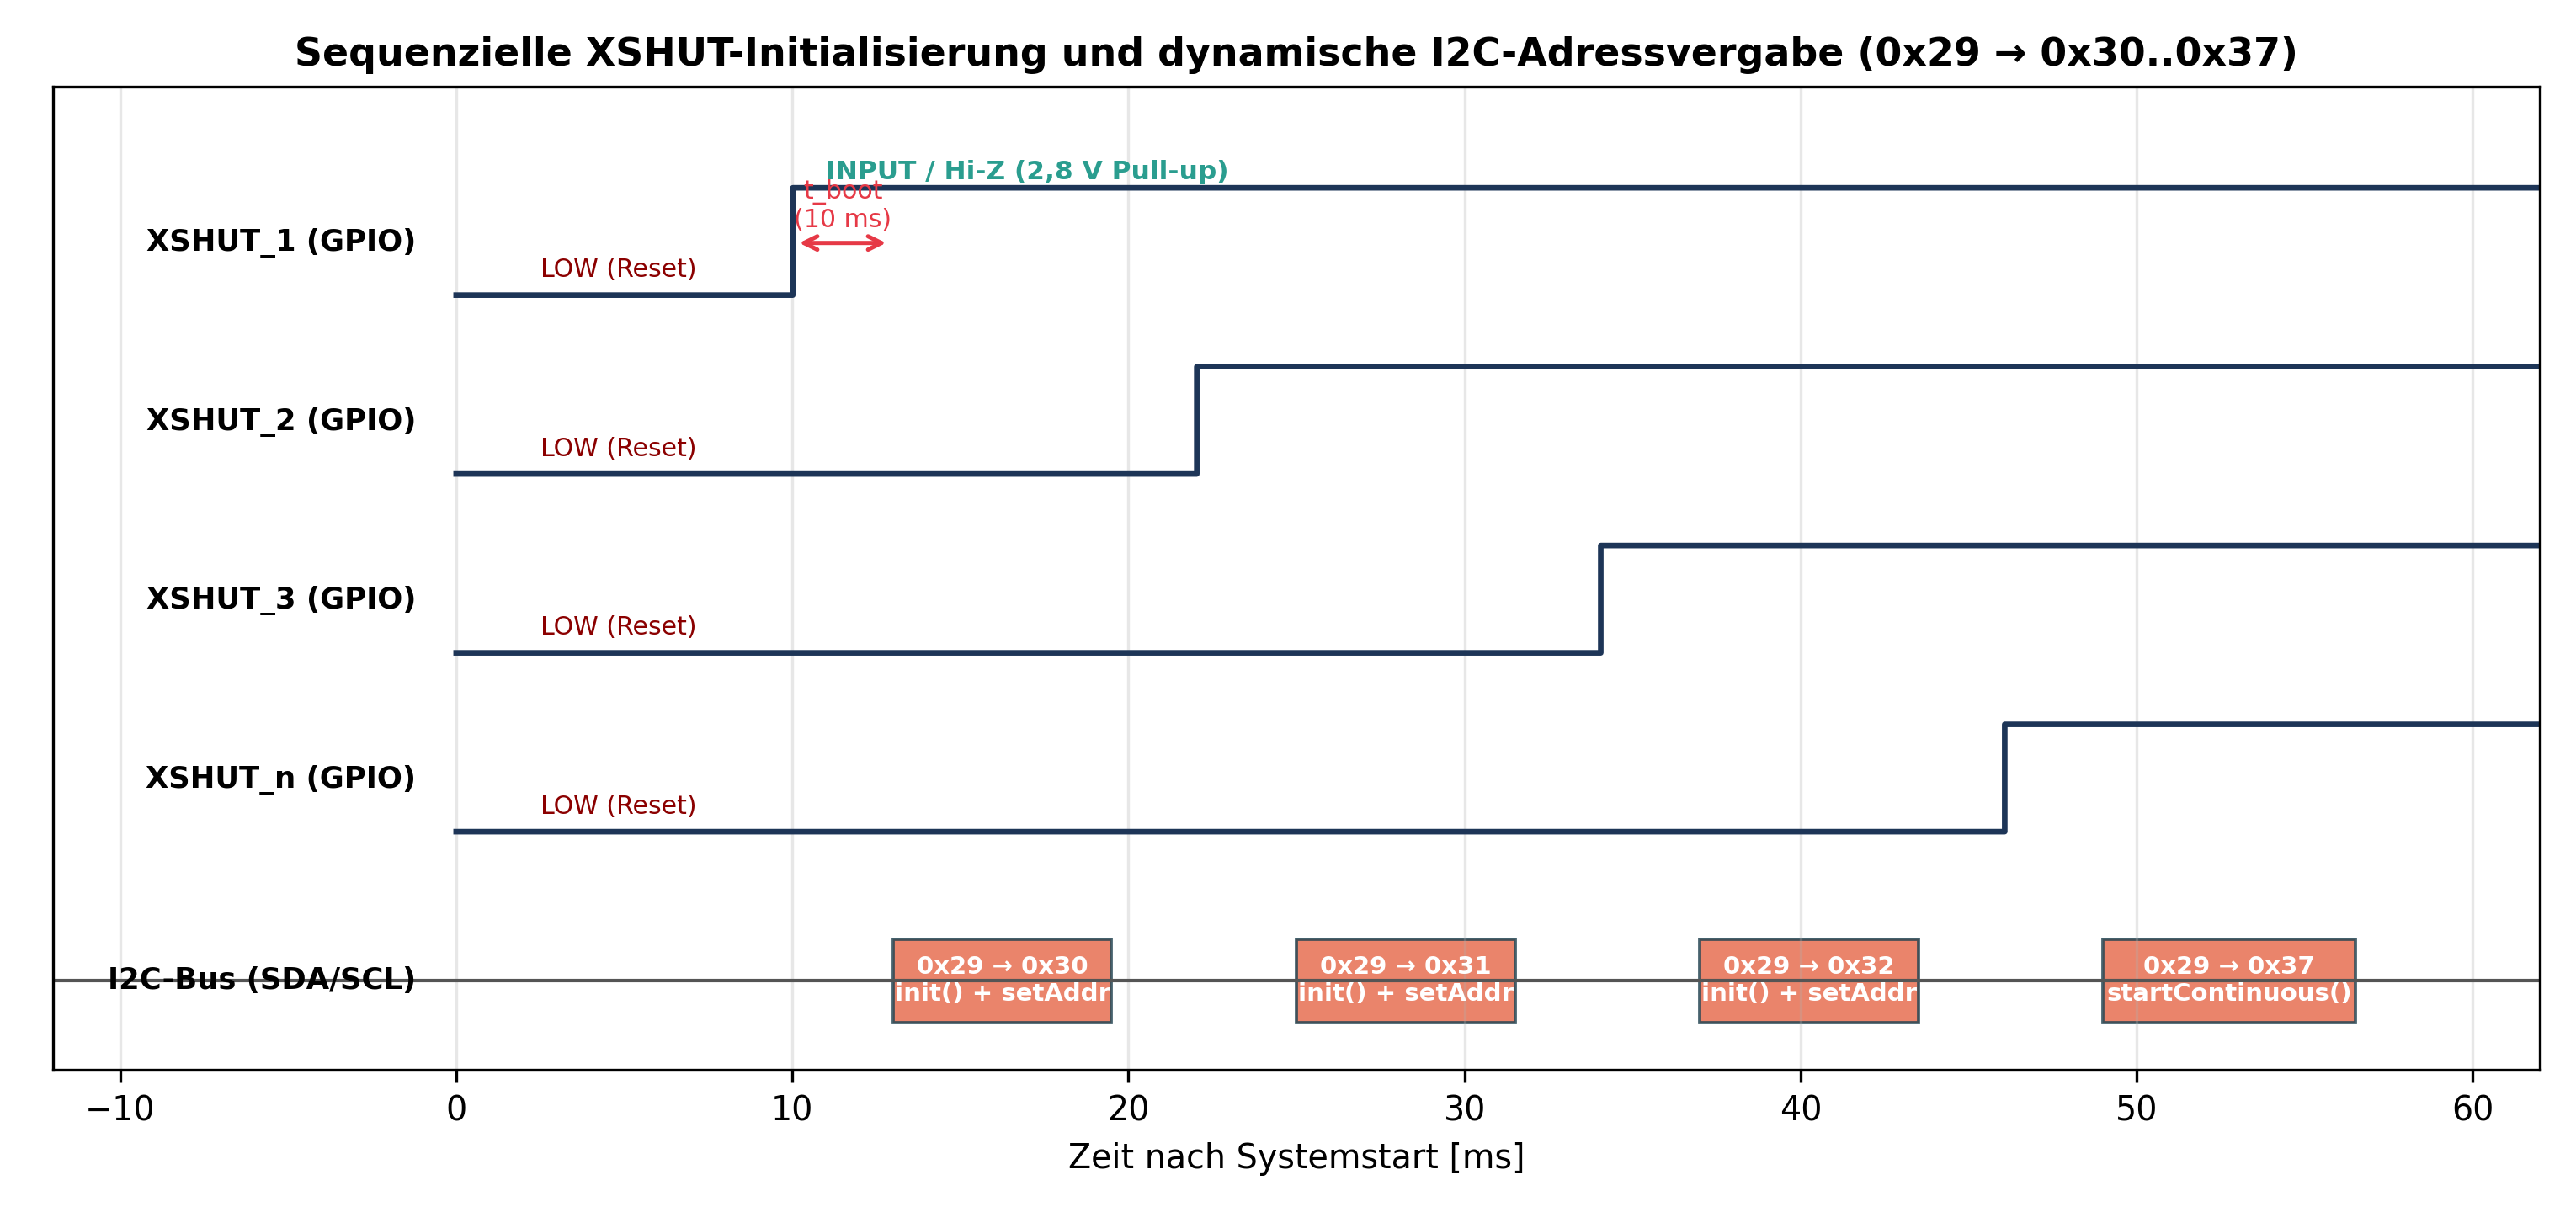 Sequenzielle XSHUT-Initialisierung und dynamische I2C-Adressvergabe (0x29 → 0x30..0x37)
INPUT / Hi-Z (2,8 V Pull-up)
t_boot
(10 ms)
XSHUT_1 (GPIO)
LOW (Reset)
XSHUT_2 (GPIO)
LOW (Reset)
XSHUT_3 (GPIO)
LOW (Reset)
XSHUT_n (GPIO)
LOW (Reset)
I2C-Bus (SDA/SCL)
0x29 → 0x30
init() + setAddr
0x29 → 0x31
init() + setAddr
0x29 → 0x32
init() + setAddr
0x29 → 0x37
startContinuous()
−10 0 10 20 30 40 50 60
Zeit nach Systemstart [ms]